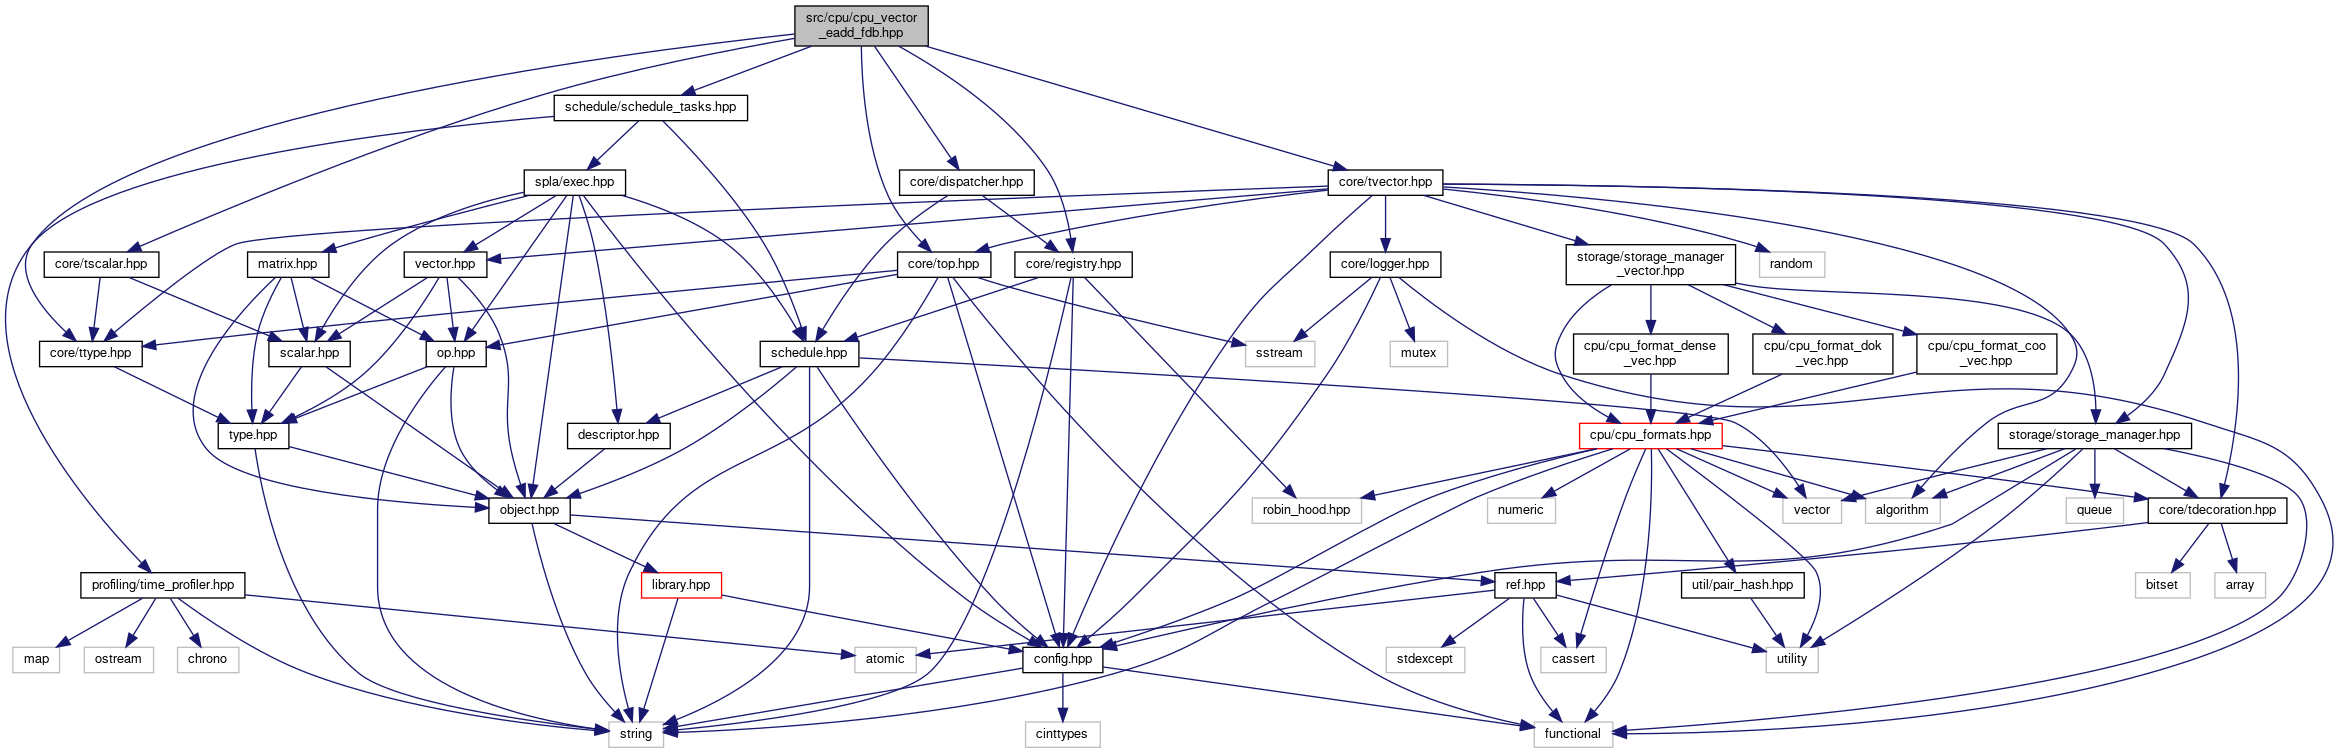 src/cpu/cpu_vector
_eadd_fdb.hpp
schedule/schedule_tasks.hpp
spla/exec.hpp
core/dispatcher.hpp
core/tvector.hpp
core/tscalar.hpp
matrix.hpp
vector.hpp
core/top.hpp
core/registry.hpp
core/logger.hpp
storage/storage_manager
_vector.hpp
random
core/ttype.hpp
scalar.hpp
op.hpp
schedule.hpp
sstream
mutex
cpu/cpu_format_dense
_vec.hpp
cpu/cpu_format_dok
_vec.hpp
cpu/cpu_format_coo
_vec.hpp
type.hpp
descriptor.hpp
cpu/cpu_formats.hpp
storage/storage_manager.hpp
object.hpp
robin_hood.hpp
numeric
vector
algorithm
queue
core/tdecoration.hpp
profiling/time_profiler.hpp
library.hpp
ref.hpp
util/pair_hash.hpp
bitset
array
map
ostream
chrono
atomic
config.hpp
stdexcept
cassert
utility
string
cinttypes
functional